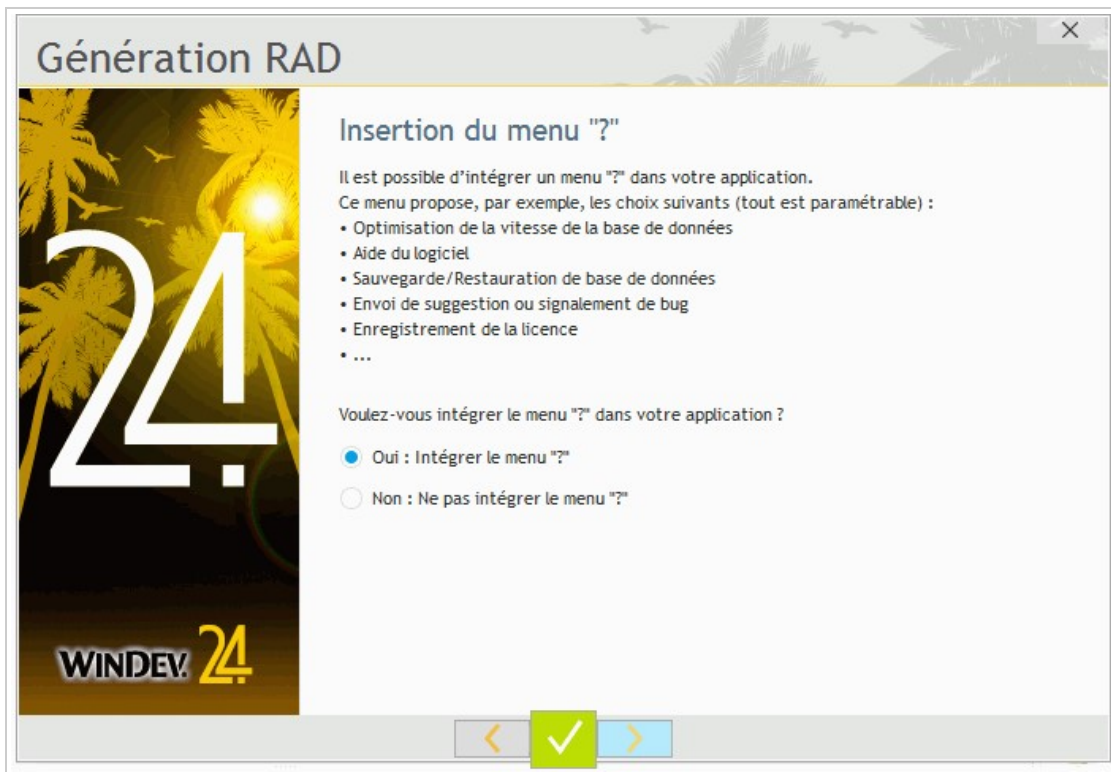 Génération RAD
Insertion du menu "?"
Il est possible d'intégrer un menu "?" dans votre application.
Ce menu propose, par exemple, les choix suivants (tout est paramétrable) :
• Optimisation de la vitesse de la base de données
• Aide du logiciel
• Sauvegarde/Restauration de base de données
• Envoi de suggestion ou signalement de bug
• Enregistrement de la licence
• ...
Voulez-vous intégrer le menu "?" dans votre application ?
Oui : Intégrer le menu "?"
Non : Ne pas intégrer le menu "?"
24
WINDEV. 24